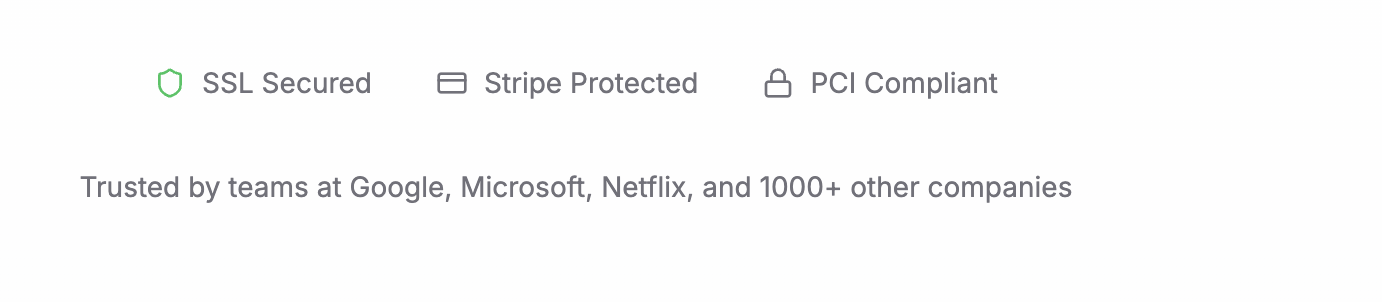 SSL Secured Stripe Protected PCI Compliant
Trusted by teams at Google, Microsoft, Netflix, and 1000+ other companies